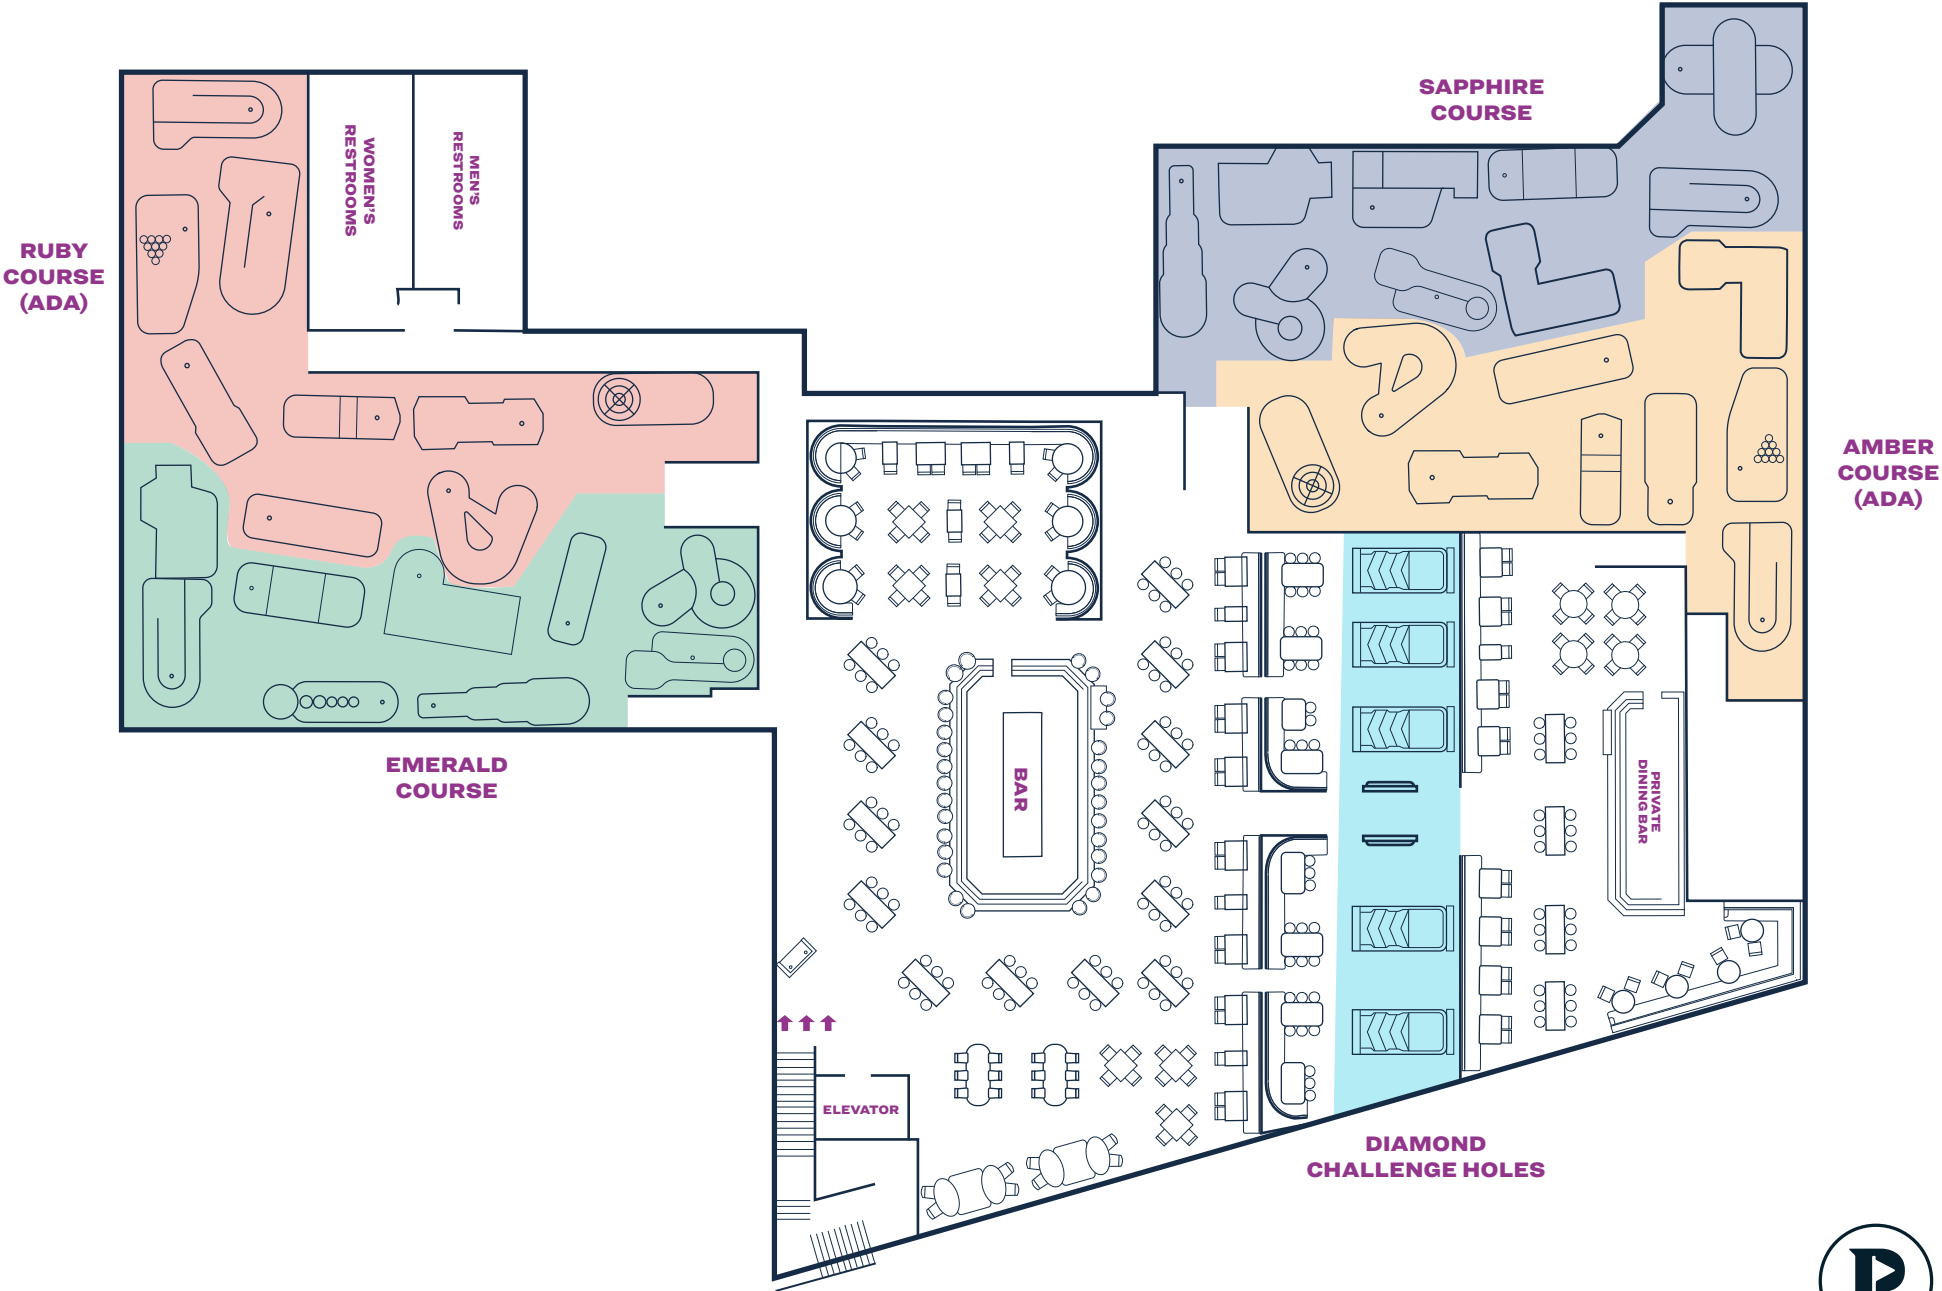 SAPPHIRE
COURSE
WOMEN'S
RESTROOMS
MEN'S
RESTROOMS
RUBY
COURSE
(ADA)
AMBER
COURSE
(ADA)
EMERALD
COURSE
BAR
PRIVATE
DINING BAR
ELEVATOR
DIAMOND
CHALLENGE HOLES